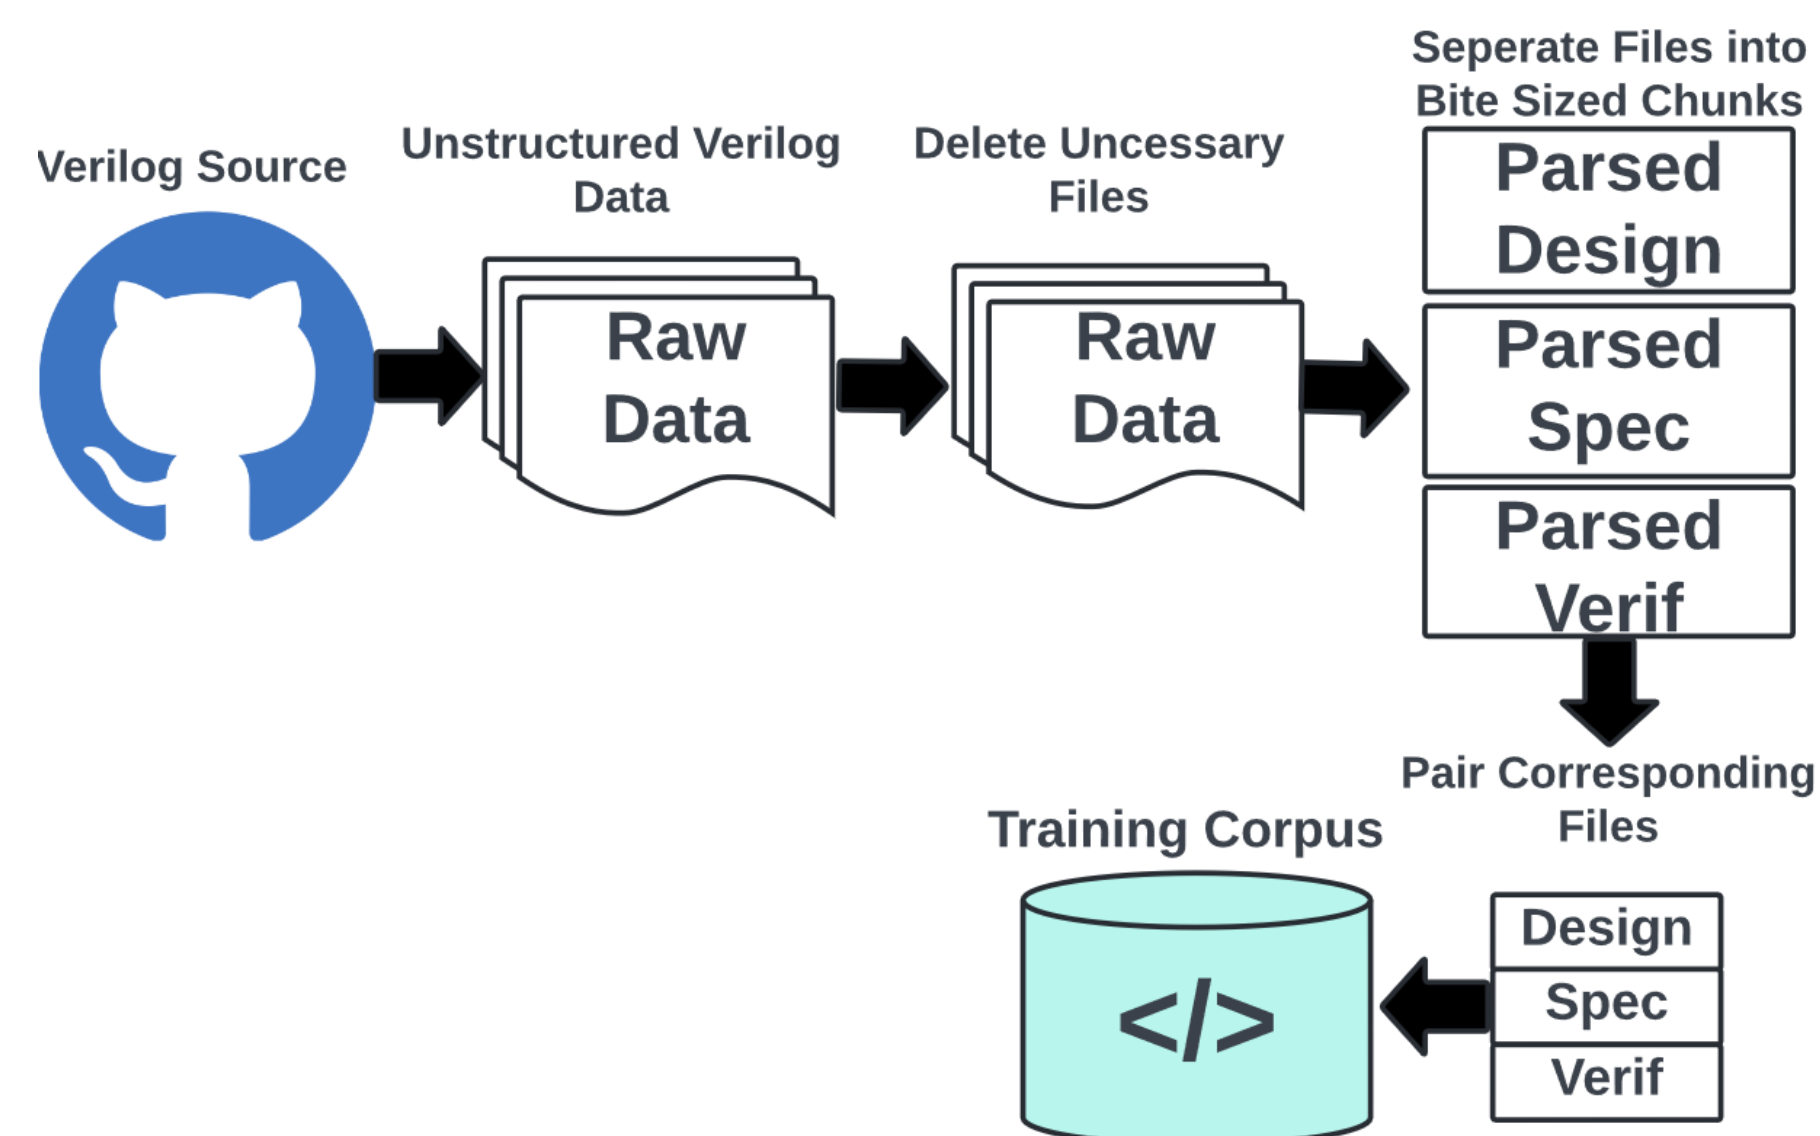 Verilog Source
Unstructured Verilog
Data
Raw
Data
Delete Uncessary
Files
Raw
Data
Seperate Files into
Bite Sized Chunks
Parsed
Design
Parsed
Spec
Parsed
Verif
Pair Corresponding
Files
Design
Spec
Verif
Training Corpus
</>